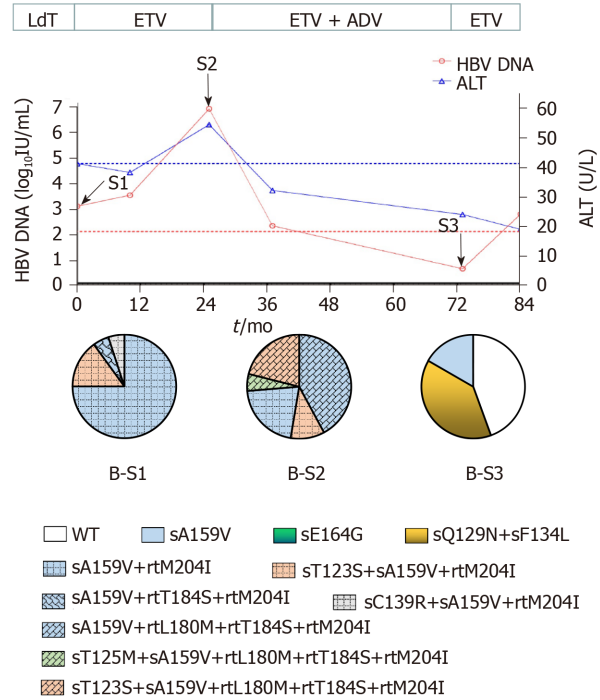 LdT ETV ETV + ADV ETV
S2
HBV DNA
ALT
HBV DNA (log10IU/mL)
7
6
5
4
3
2
1
0
S1
S3
60
50
40
30
20
10
0
ALT (U/L)
0 12 24 36 48 60 72 84
t/mo
B-S1 B-S2 B-S3
WT sA159V sE164G sQ129N+sF134L
sA159V+rtM204I sT123S+sA159V+rtM204I
sA159V+rtT184S+rtM204I sC139R+sA159V+rtM204I
sA159V+rtL180M+rtT184S+rtM204I
sT125M+sA159V+rtL180M+rtT184S+rtM204I
sT123S+sA159V+rtL180M+rtT184S+rtM204I